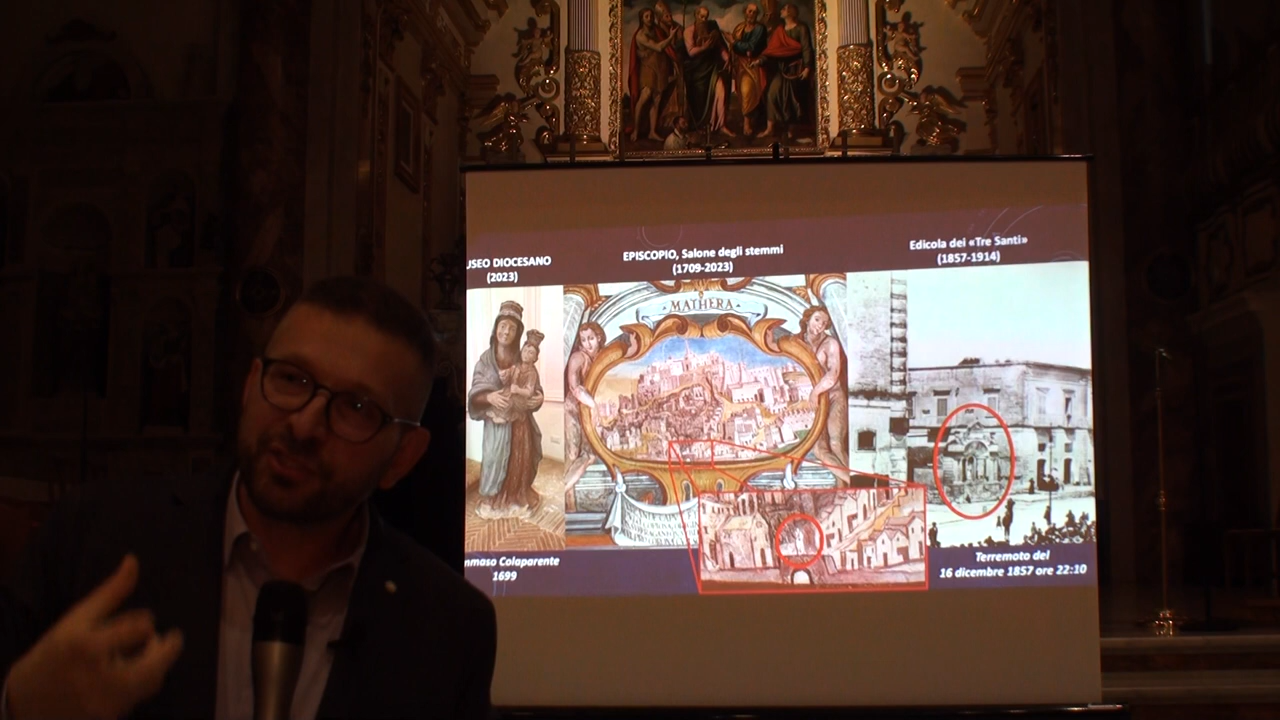 USEO DIOCESANO
(2023)
EPISCOPIO, Salone degli stemmi
(1709-2023)
Edicola dei «Tre Santi»
(1857-1914)
MATHERA
mmaso Colaparente
1699
Terremoto del
16 dicembre 1857 ore 22:10